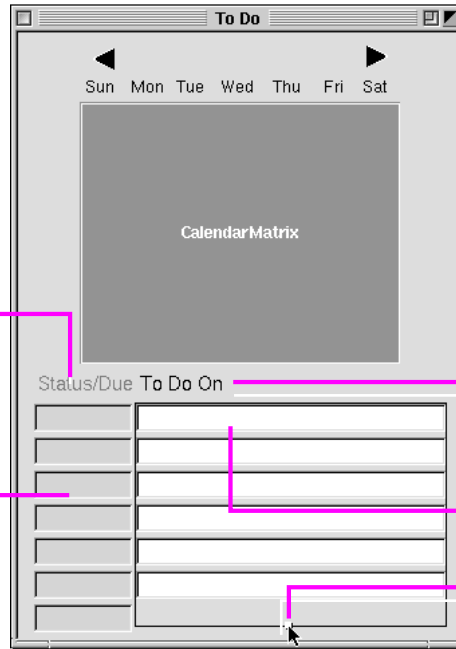 To Do
Sun Mon Tue Wed Thu Fri Sat
CalendarMatrix
Status/Due To Do On